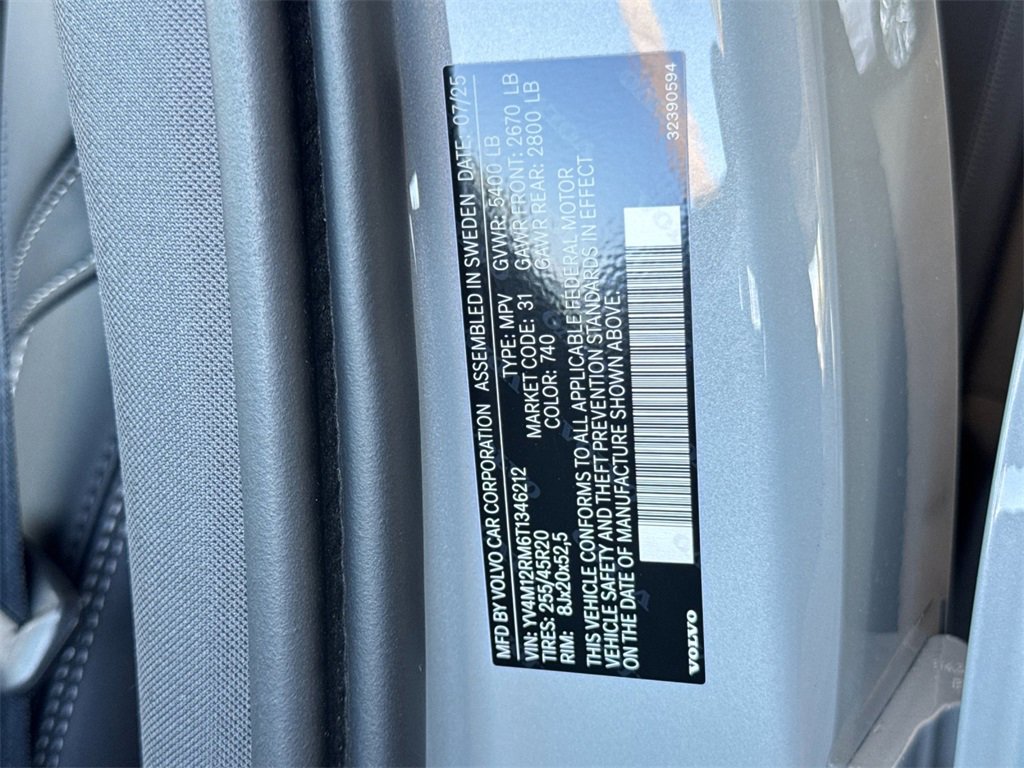 MFD BY VOLVO CAR CORPORATION ASSEMBLED IN SWEDEN DATE: 07/25
VIN: YV4M12RM6T1346212 TYPE: MPV GVWR: 5400 LB
TIRES: 255/45R20 MARKET CODE: 31 GAWR FRONT: 2670 LB
RIM: 8Jx20x52,5 COLOR: 740 GAWR REAR: 2800 LB
THIS VEHICLE CONFORMS TO ALL APPLICABLE FEDERAL MOTOR
VEHICLE SAFETY AND THEFT PREVENTION STANDARDS IN EFFECT
ON THE DATE OF MANUFACTURE SHOWN ABOVE:
VOLVO 32390594